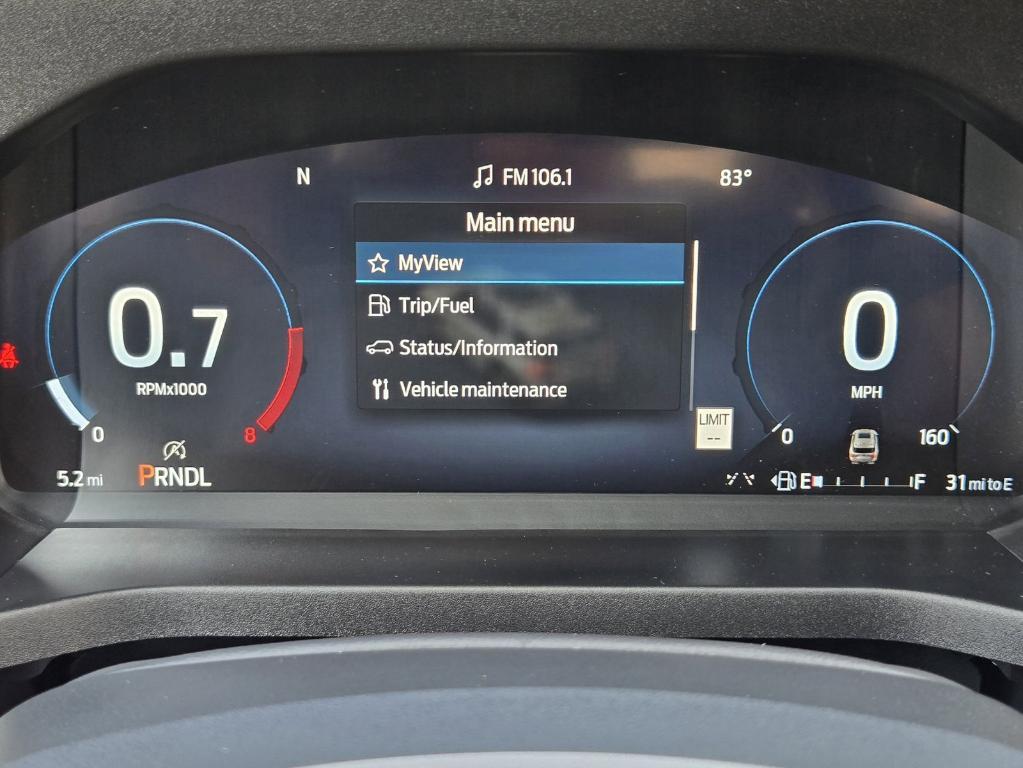 N
FM 106.1
83°
Main menu
MyView
Trip/Fuel
Status/Information
Vehicle maintenance
0.7
RPMx1000
0
8
0
MPH
0
160
LIMIT
--
5.2 mi
PRNDL
E
F
31 mi to E